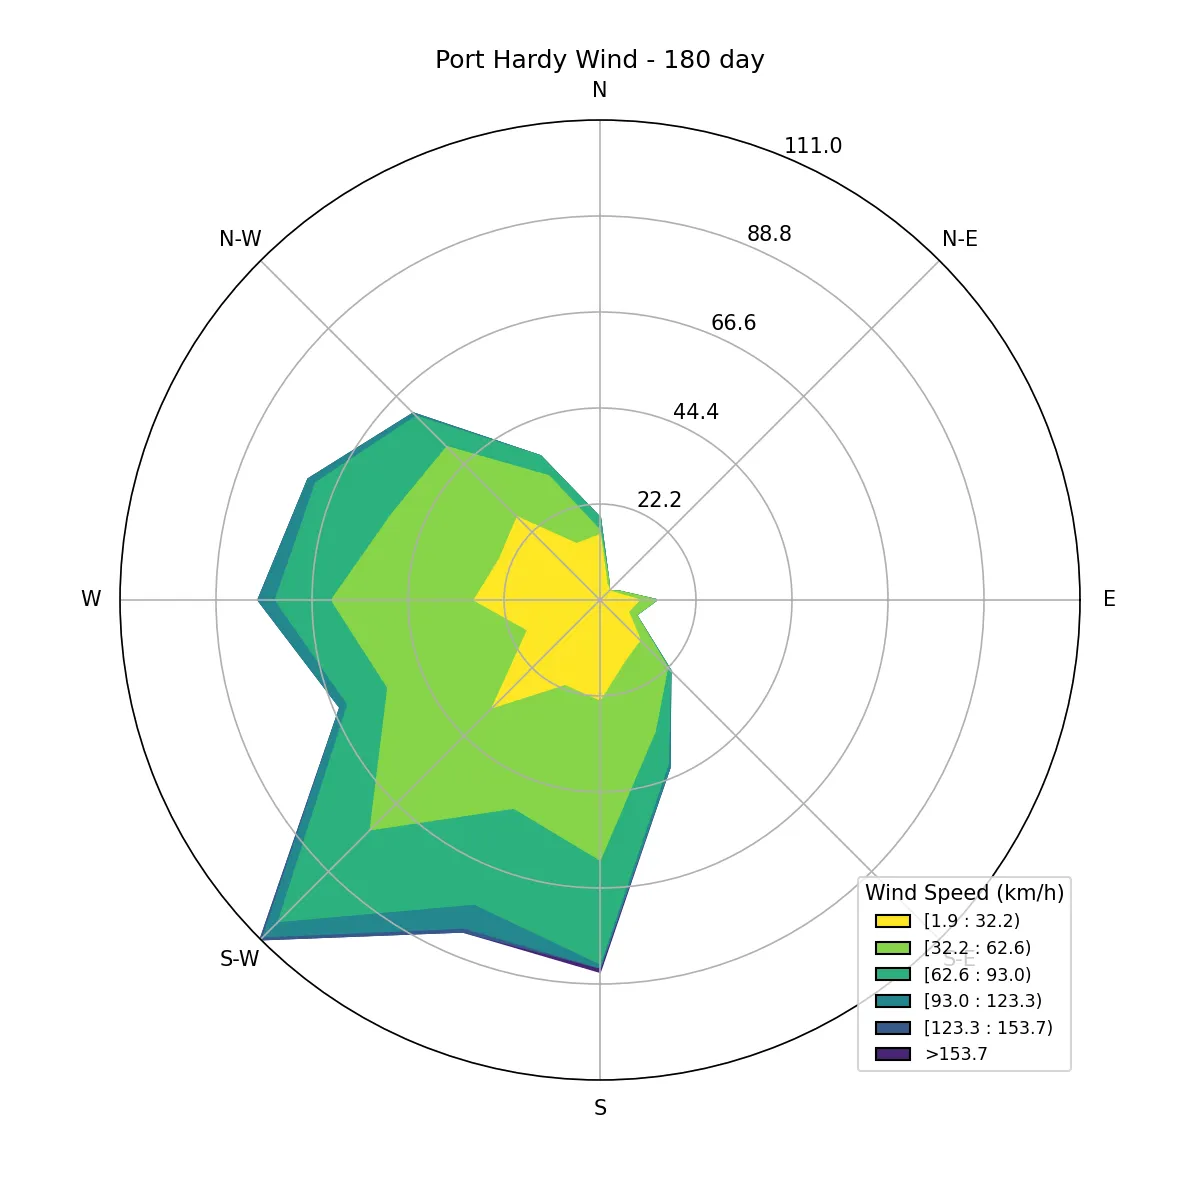 Port Hardy Wind - 180 day
N
111.0
88.8
N-W
N-E
66.6
44.4
22.2
W
E
Wind Speed (km/h)
[1.9 : 32.2)
[32.2 : 62.6)
S-W
S-E
[62.6 : 93.0)
[93.0 : 123.3)
[123.3 : 153.7)
>153.7
S